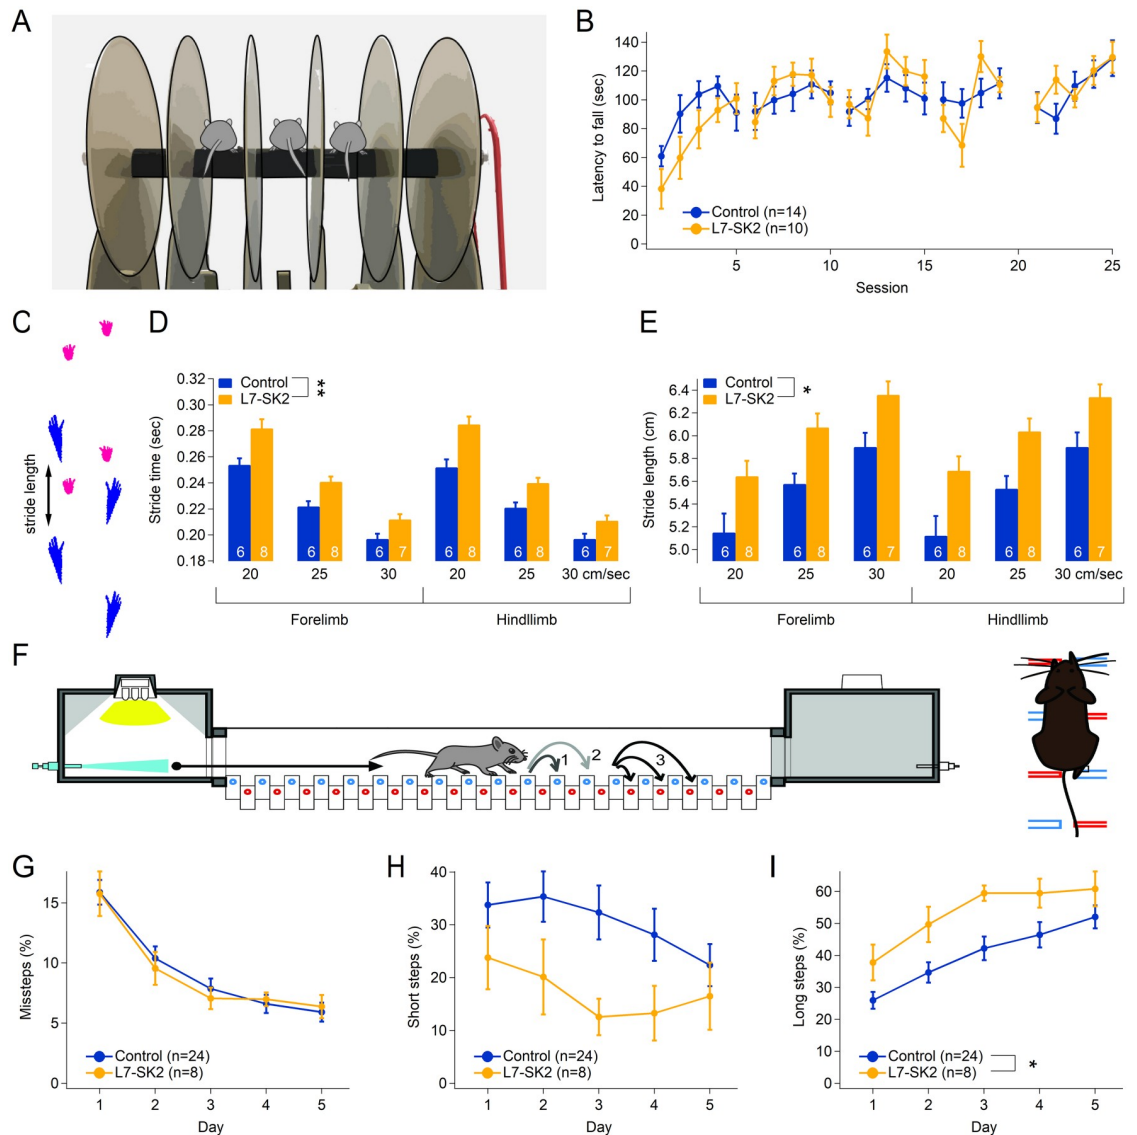 A
B
Latency to fall (sec)
140
120
100
80
60
40
20
0
Control (n=14)
L7-SK2 (n=10)
5
10
15
20
25
Session
C
stride length
D
Stride time (sec)
0.32
0.30
0.28
0.26
0.24
0.22
0.20
0.18
Control
L7-SK2
**
6 8 6 8 6 7 6 8 6 8 6 7
20 25 30 20 25 30 cm/sec
Forelimb Hindllimb
E
Stride length (cm)
6.4
6.2
6.0
5.8
5.6
5.4
5.2
5.0
Control
L7-SK2
*
6 8 6 8 6 7 6 8 6 8 6 7
20 25 30 20 25 30 cm/sec
Forelimb Hindllimb
F
1 2 3
G
Missteps (%)
15
10
5
0
Control (n=24)
L7-SK2 (n=8)
1 2 3 4 5
Day
H
Short steps (%)
40
30
20
10
0
Control (n=24)
L7-SK2 (n=8)
1 2 3 4 5
Day
I
Long steps (%)
60
50
40
30
20
10
0
Control (n=24)
L7-SK2 (n=8)
*
1 2 3 4 5
Day